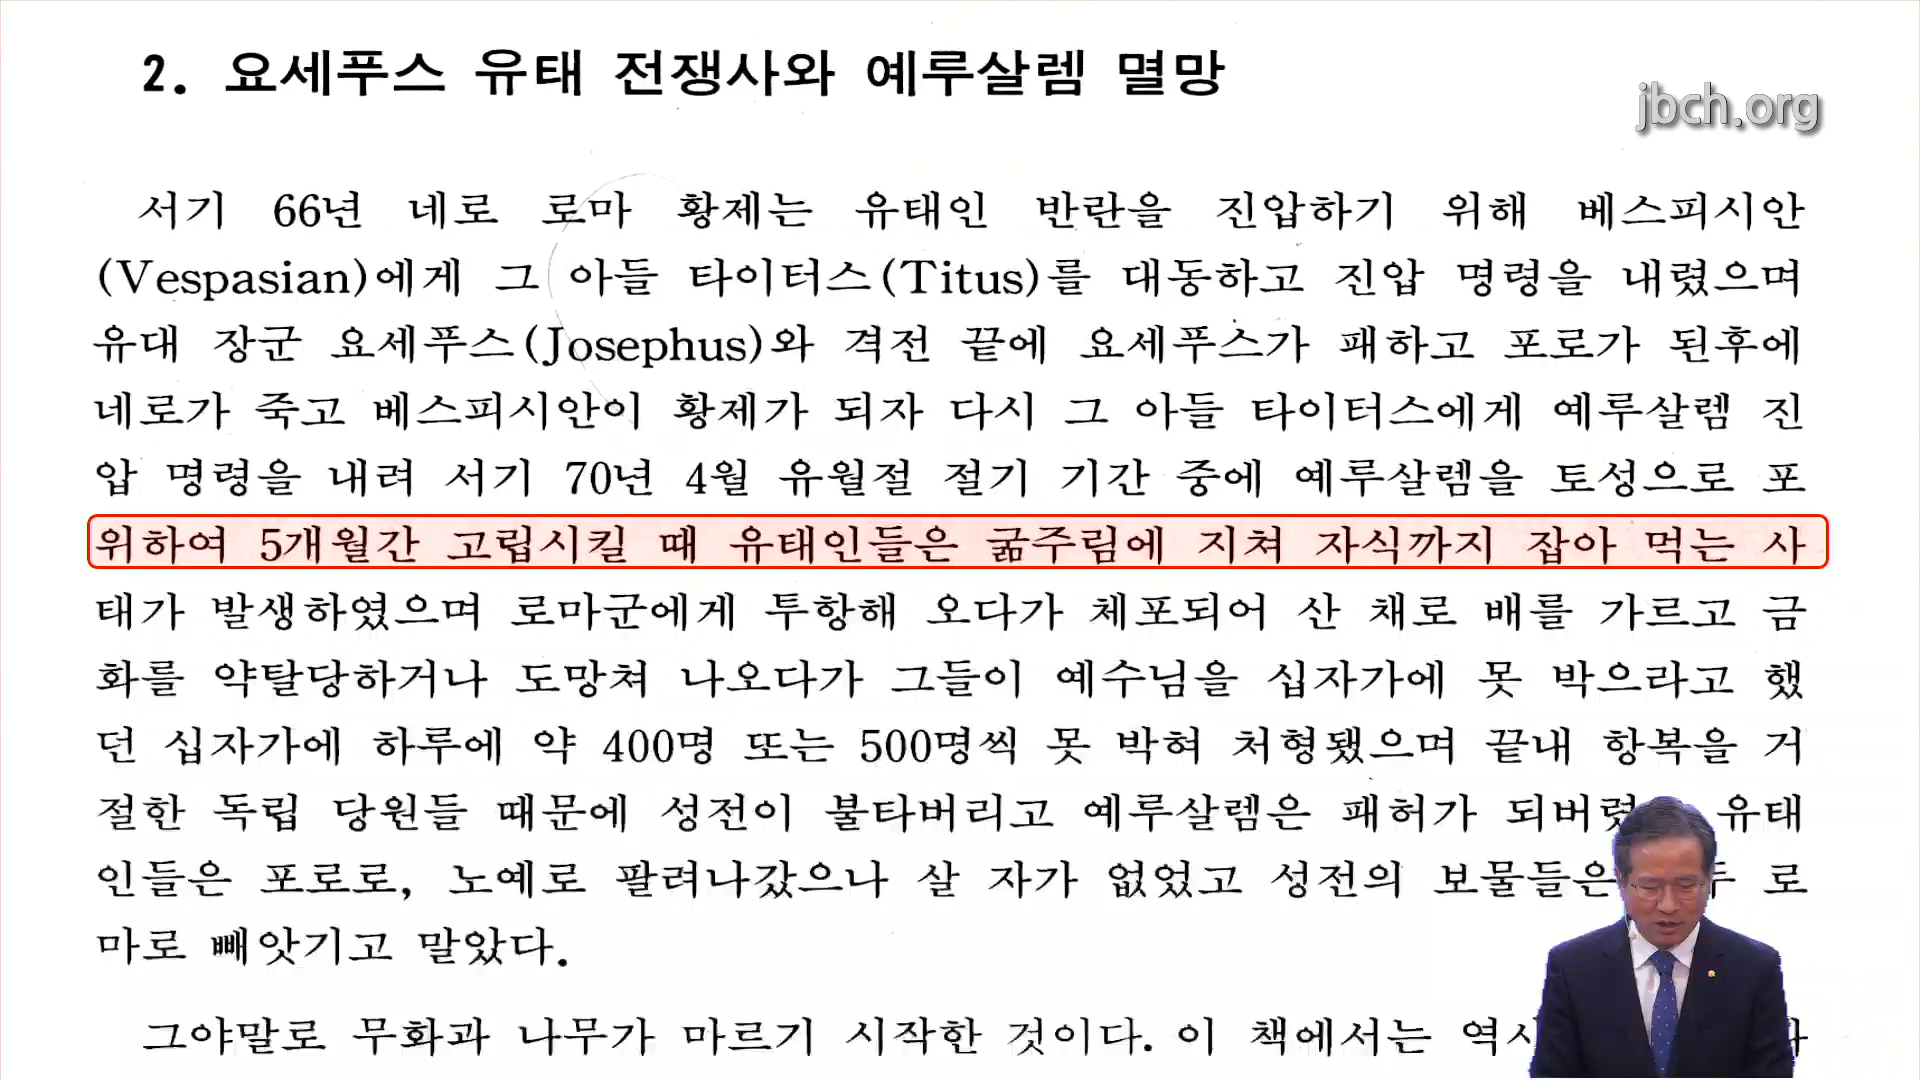 2. 요세푸스 유태 전쟁사와 예루살렘 멸망
jbch.org
서기 66년 네로 로마 황제는 유태인 반란을 진압하기 위해 베스피시안
(Vespasian)에게 그 아들 타이터스(Titus)를 대동하고 진압 명령을 내렸으며
유대 장군 요세푸스(Josephus)와 격전 끝에 요세푸스가 패하고 포로가 된후에
네로가 죽고 베스피시안이 황제가 되자 다시 그 아들 타이터스에게 예루살렘 진
압 명령을 내려 서기 70년 4월 유월절 절기 기간 중에 예루살렘을 토성으로 포
위하여 5개월간 고립시킬 때 유태인들은 굶주림에 지쳐 자식까지 잡아 먹는 사
태가 발생하였으며 로마군에게 투항해 오다가 체포되어 산 채로 배를 가르고 금
화를 약탈당하거나 도망쳐 나오다가 그들이 예수님을 십자가에 못 박으라고 했
던 십자가에 하루에 약 400명 또는 500명씩 못 박혀 처형됐으며 끝내 항복을 거
절한 독립 당원들 때문에 성전이 불타버리고 예루살렘은 패허가 유태
인들은 포로로, 노예로 팔려나갔으나 살 자가 없었고 성전의 보물들은 로
마로 빼앗기고 말았다.
그야말로 무화과 나무가 마르기 시작한 것이다. 이 책에서는